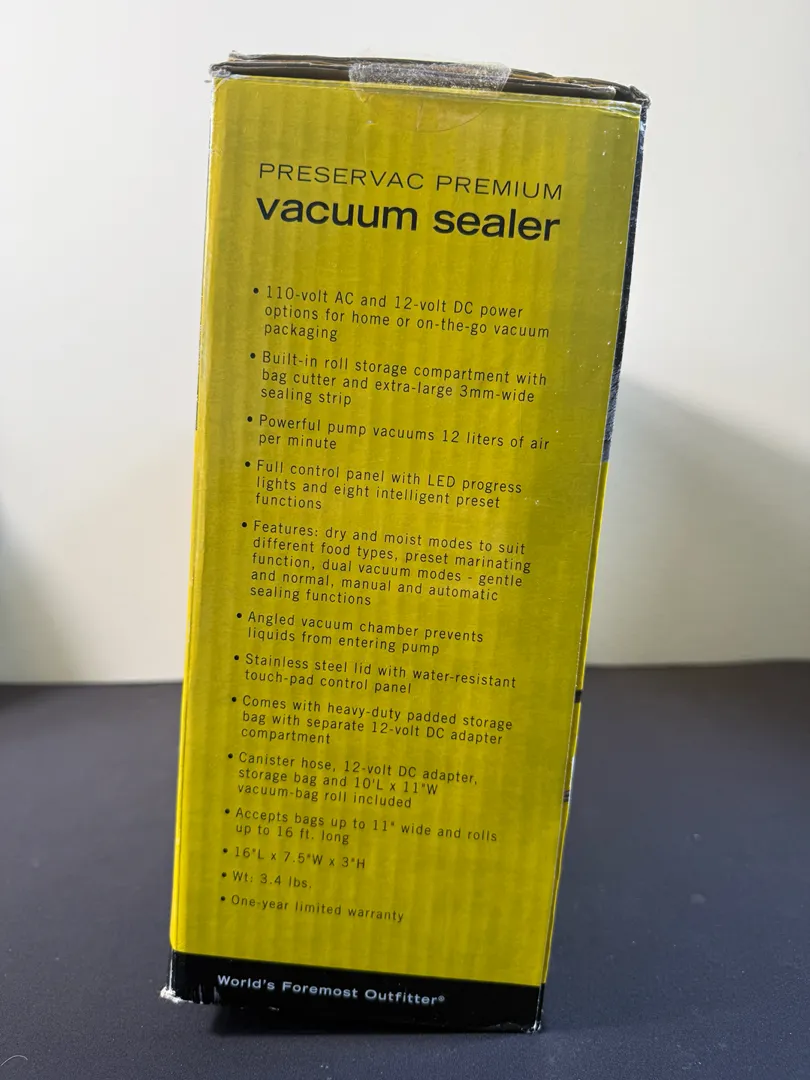 PRESERVAC PREMIUM
vacuum sealer
• 110-volt AC and 12-volt DC power
options for home or on-the-go vacuum
packaging
• Built-in roll storage compartment with
bag cutter and extra-large 3mm-wide
sealing strip
• Powerful pump vacuums 12 liters of air
per minute
• Full control panel with LED progress
lights and eight intelligent preset
functions
• Features: dry and moist modes to suit
different food types, preset marinating
function, dual vacuum modes - gentle
and normal, manual and automatic
sealing functions
• Angled vacuum chamber prevents
liquids from entering pump
• Stainless steel lid with water-resistant
touch-pad control panel
• Comes with heavy-duty padded storage
bag with separate 12-volt DC adapter
compartment
• Canister hose, 12-volt DC adapter,
storage bag and 10'L x 11"W
vacuum-bag roll included
• Accepts bags up to 11" wide and rolls
up to 16 ft. long
• 16"L x 7.5"W x 3"H
• Wt: 3.4 lbs.
• One-year limited warranty
World's Foremost Outfitter®